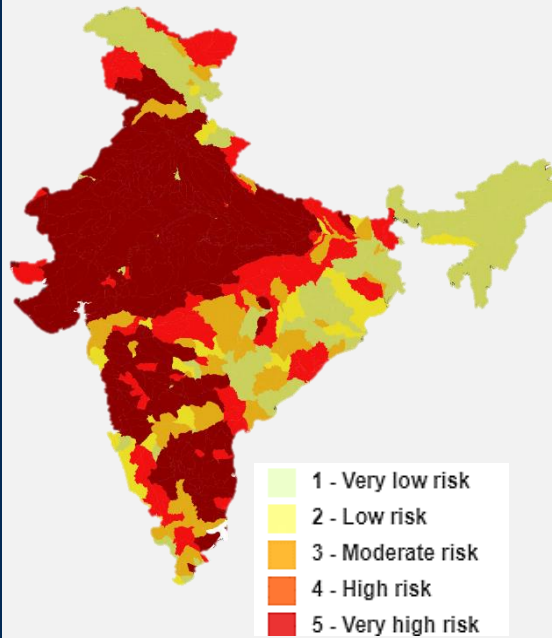 1 - Very low risk
2 - Low risk
3 - Moderate risk
4 - High risk
5 - Very high risk